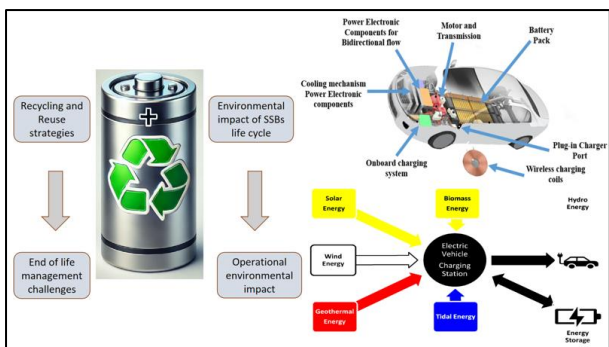 Recycling and
Reuse
strategies
End of life
management
challenges
+
Environmental
impact of SSBs
life cycle
Operational
environmental
impact
Power Electronic
Components for
Bidirectional flow
Motor and
Transmission
Battery
Pack
Cooling mechanism
Power Electronic
components
Onboard charging
system
Plug-in Charger
Port
Wireless charging
coils
Solar
Energy
Biomass
Energy
Hydro
Energy
Wind
Energy
Electric
Vehicle
Charging
Station
Geothermal
Energy
Tidal Energy
Energy
Storage